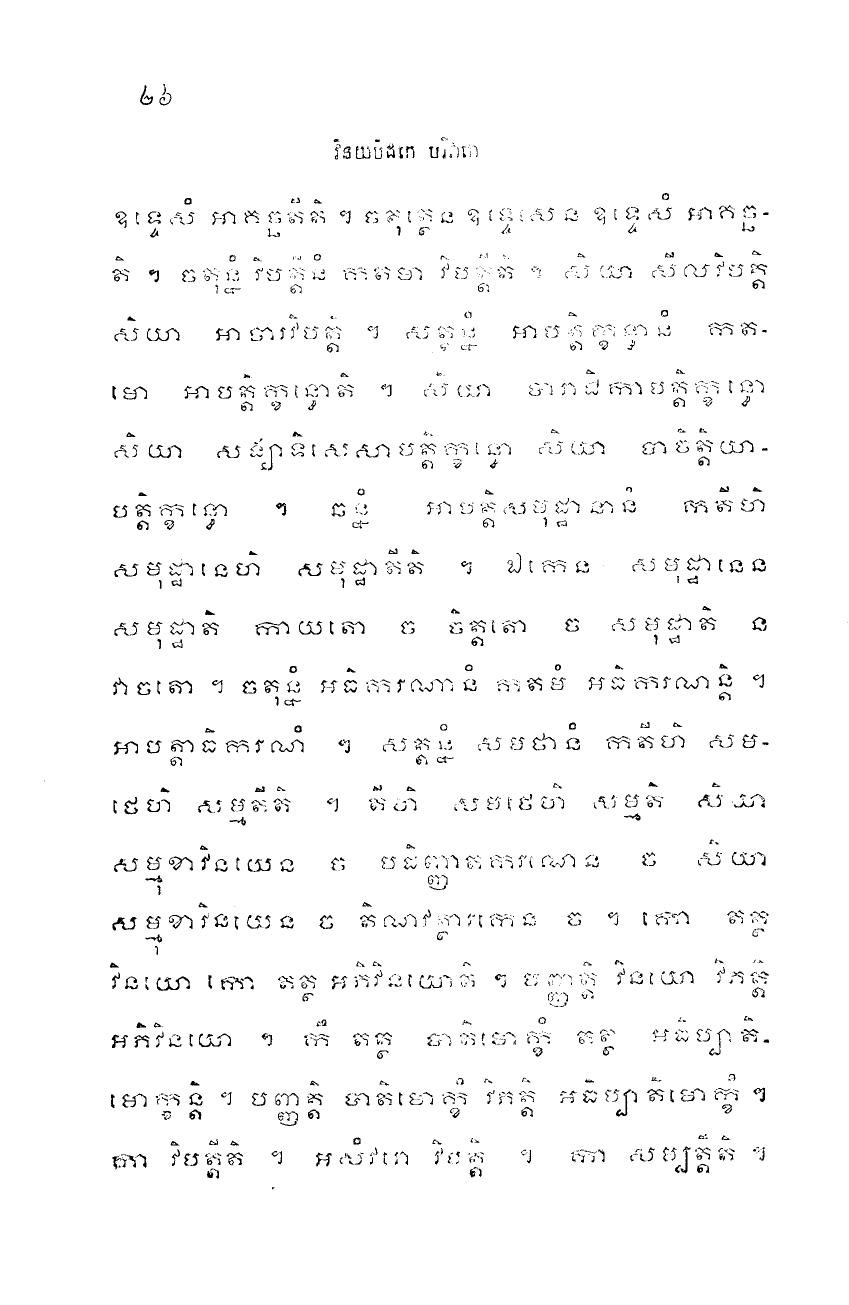 ២៦
វិនយបិដកេ បរិវារោ
ឧទ្ទេសំ អាគច្ឆតីតិ ។ ចតុត្ថេន ឧទ្ទេសេន ឧទ្ទេសំ អាគច្ឆ-
តិ ។ ចតុន្នំ វិបត្តីនំ កតមា វិបត្តីតិ ។ សិយា សីលវិបត្តិ
សិយា អាចារវិបត្តិ ។ សត្តន្នំ អាបត្តិក្ខន្ធានំ កត-
មោ អាបត្តិក្ខន្ធោតិ ។ សិយា បារាជិកាបត្តិក្ខន្ធោ
សិយា សង្ឃាទិសេសាបត្តិក្ខន្ធោ សិយា បាចិត្តិយា-
បត្តិក្ខន្ធោ ។ ឆន្នំ អាបត្តិសមុដ្ឋានានំ កតីហិ
សមុដ្ឋានេហិ សមុដ្ឋាតីតិ ។ ឯកេន សមុដ្ឋានេន
សមុដ្ឋាតិ កាយតោ ច ចិត្តតោ ច សមុដ្ឋាតិ ន
វាចតោ ។ ចតុន្នំ អធិករណានំ កតមំ អធិករណន្តិ ។
អាបត្តាធិករណំ ។ សត្តន្នំ សមថានំ កតីហិ សម-
ថេហិ សម្មតីតិ ។ តីហិ សមថេហិ សម្មតិ សិយា
សម្មុខាវិនយេន ច បដិញ្ញាតករណេន ច សិយា
សម្មុខាវិនយេន ច តិណវត្ថារកេន ច ។ កោ តត្ថ
វិនយោ កោ តត្ថ អភិវិនយោតិ ។ បញ្ញត្តិ វិនយោ វិភត្តិ
អភិវិនយោ ។ កឹ តត្ថ បាតិមោក្ខំ តត្ថ អធិប្បាតិ-
មោក្ខន្តិ ។ បញ្ញត្តិ បាតិមោក្ខំ វិភត្តិ អធិប្បាតិមោក្ខំ ។
កា វិបត្តីតិ ។ អសំវរោ វិបត្តិ ។ កា សម្បត្តីតិ ។